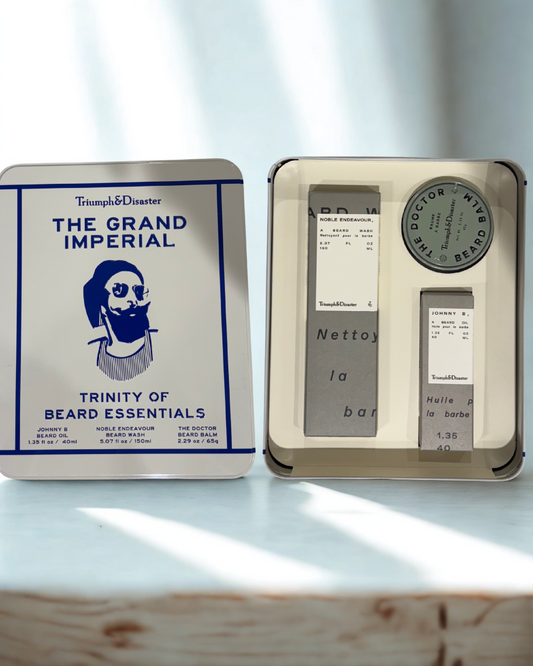 Triumph&Disaster
THE GRAND
IMPERIAL
TRINITY OF
BEARD ESSENTIALS
JOHNNY B
BEARD OIL
1.35 fl oz / 40ml
NOBLE ENDEAVOUR
BEARD WASH
5.07 fl oz / 150ml
THE DOCTOR
BEARD BALM
2.29 oz / 65g
ARD W
NOBLE ENDEAVOUR,
A BEARD WASH
Nettoyant pour la barbe
5.07 FL OZ
150 ML
Triumph&Disaster
Nettoy
la
bar
THE DOCTOR
Triumph&Disaster
BEARD BALM
JOHNNY B,
A BEARD OIL
Huile pour la barbe
1.35 FL OZ
40 ML
Triumph&Disaster
Huile p
la barbe
1.35
40